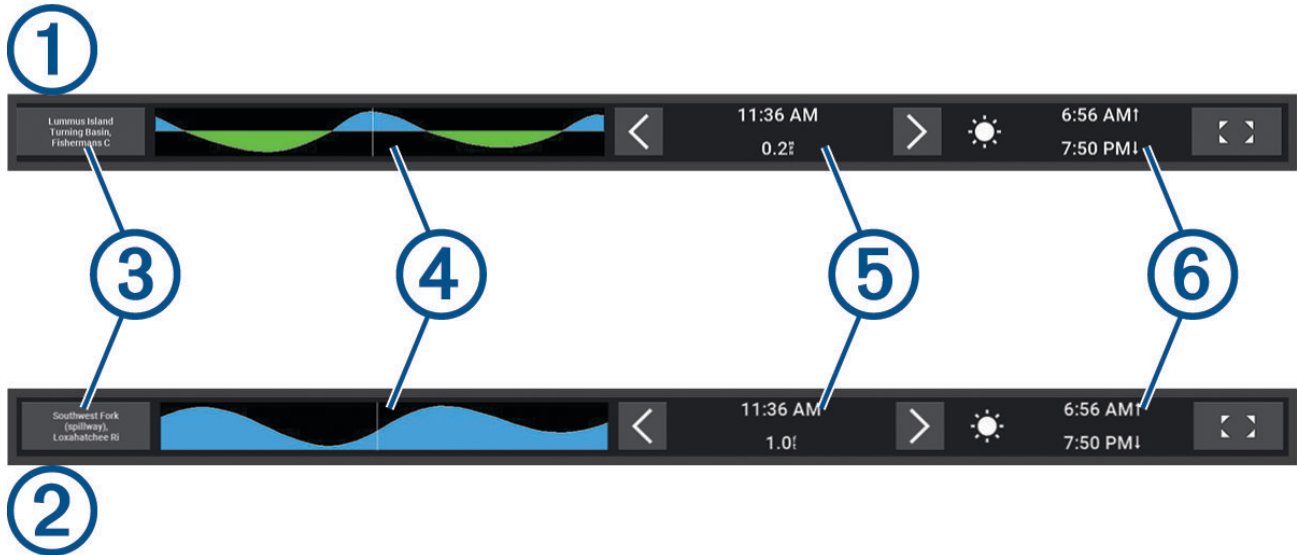 1
Lummus Island
Turning Basin,
Fishermans C
11:36 AM
0.2
6:56 AM↑
7:50 PM↓
3
4
5
6
Southwest Fork
(spillway),
Loxahatchee Ri
11:36 AM
1.0
6:56 AM↑
7:50 PM↓
2